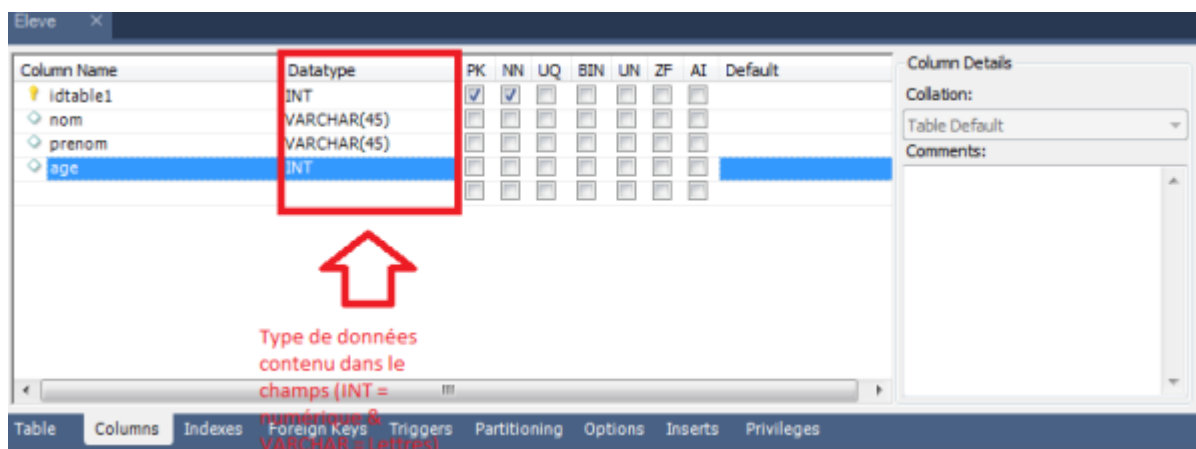 Eleve ×
Column Name Datatype PK NN UQ BIN UN ZF AI Default
idtable1 INT
nom VARCHAR(45)
prenom VARCHAR(45)
age INT
Column Details
Collation:
Table Default
Comments:
Type de données
contenu dans le
champs (INT =
numérique &
VARCHAR = Lettres)
Table Columns Indexes Foreign Keys Triggers Partitioning Options Inserts Privileges